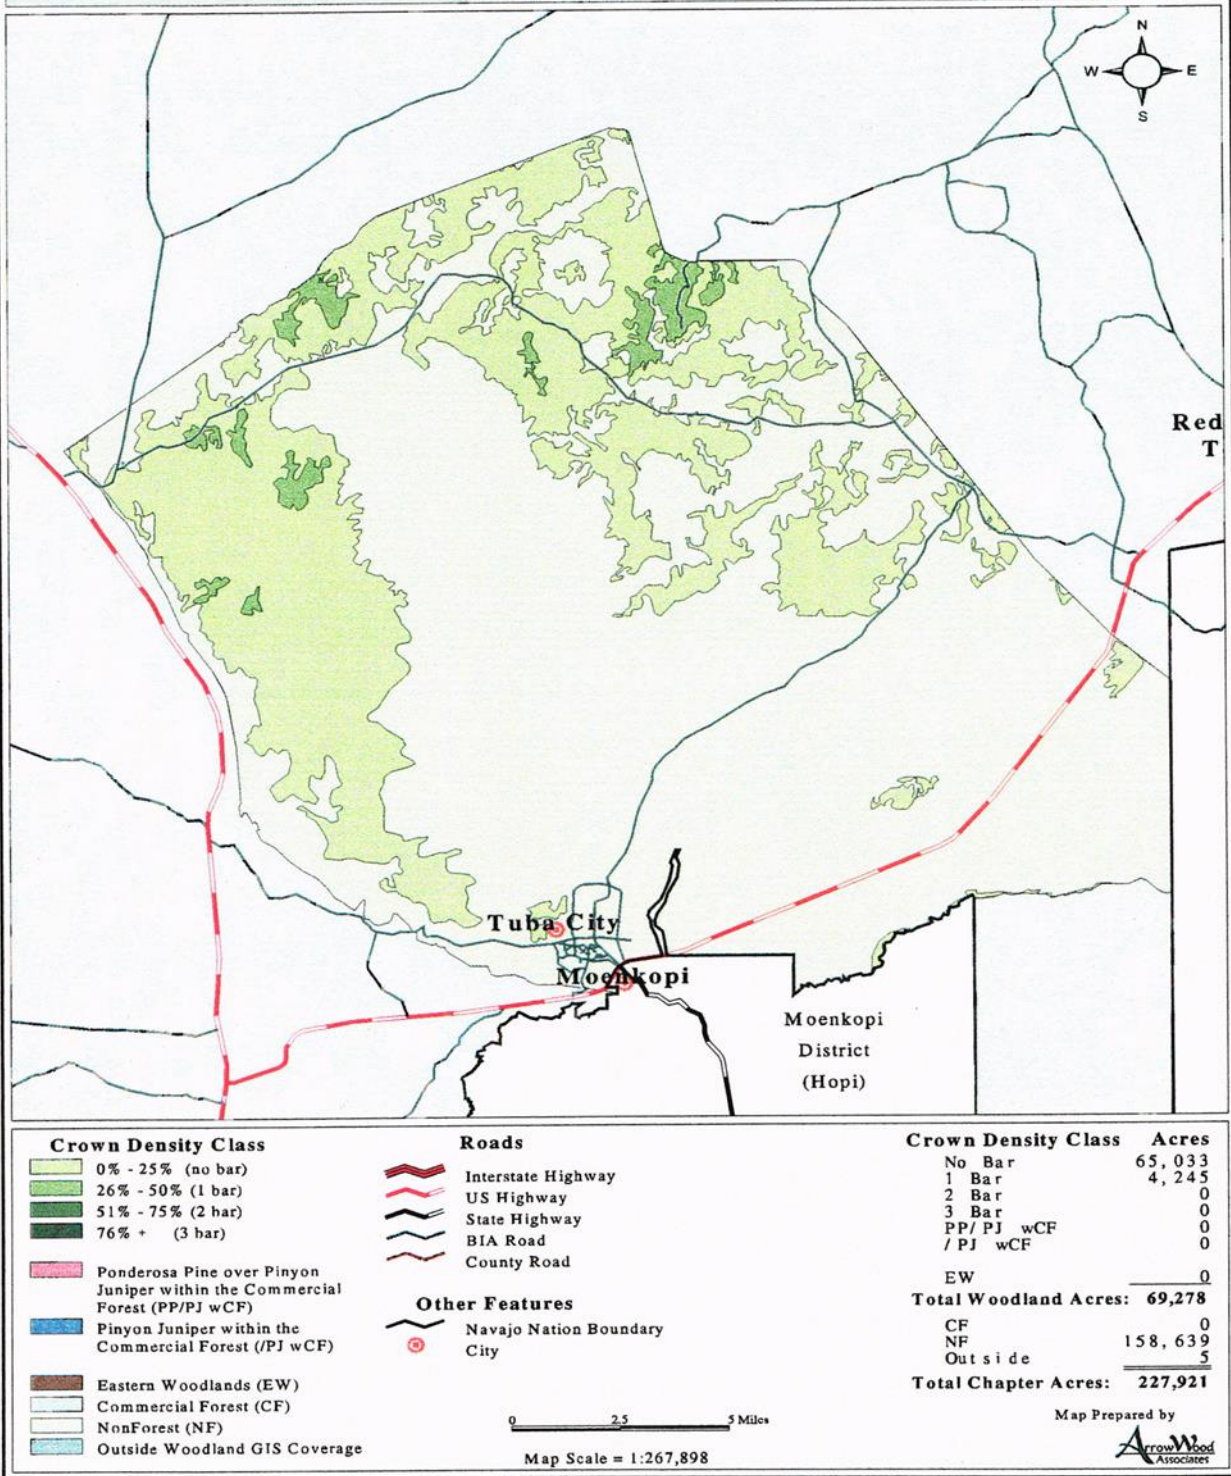 N
W E
S
Red
T
Tuba City
Moenkopi
Moenkopi
District
(Hopi)
Crown Density Class
0% - 25% (no bar)
26% - 50% (1 bar)
51% - 75% (2 bar)
76% + (3 bar)
Ponderosa Pine over Pinyon
Juniper within the Commercial
Forest (PP/PJ wCF)
Pinyon Juniper within the
Commercial Forest (/PJ wCF)
Eastern Woodlands (EW)
Commercial Forest (CF)
NonForest (NF)
Outside Woodland GIS Coverage
Roads
Interstate Highway
US Highway
State Highway
BIA Road
County Road
Other Features
Navajo Nation Boundary
City
0 2.5 5 Miles
Map Scale = 1:267,898
Crown Density Class Acres
No Bar 65,033
1 Bar 4,245
2 Bar 0
3 Bar 0
PP/PJ wCF 0
/PJ wCF 0
EW 0
Total Woodland Acres: 69,278
CF 0
NF 158,639
Outside 5
Total Chapter Acres: 227,921
Map Prepared by
ArrowWood
Associates